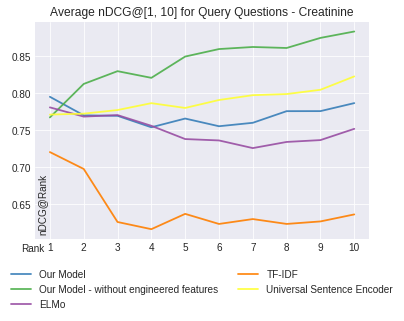 Average nDCG@[1, 10] for Query Questions - Creatinine
0.85
0.80
0.75
0.70
0.65
nDCG@Rank
Rank 1 2 3 4 5 6 7 8 9 10
Our Model
Our Model - without engineered features
ELMo
TF-IDF
Universal Sentence Encoder